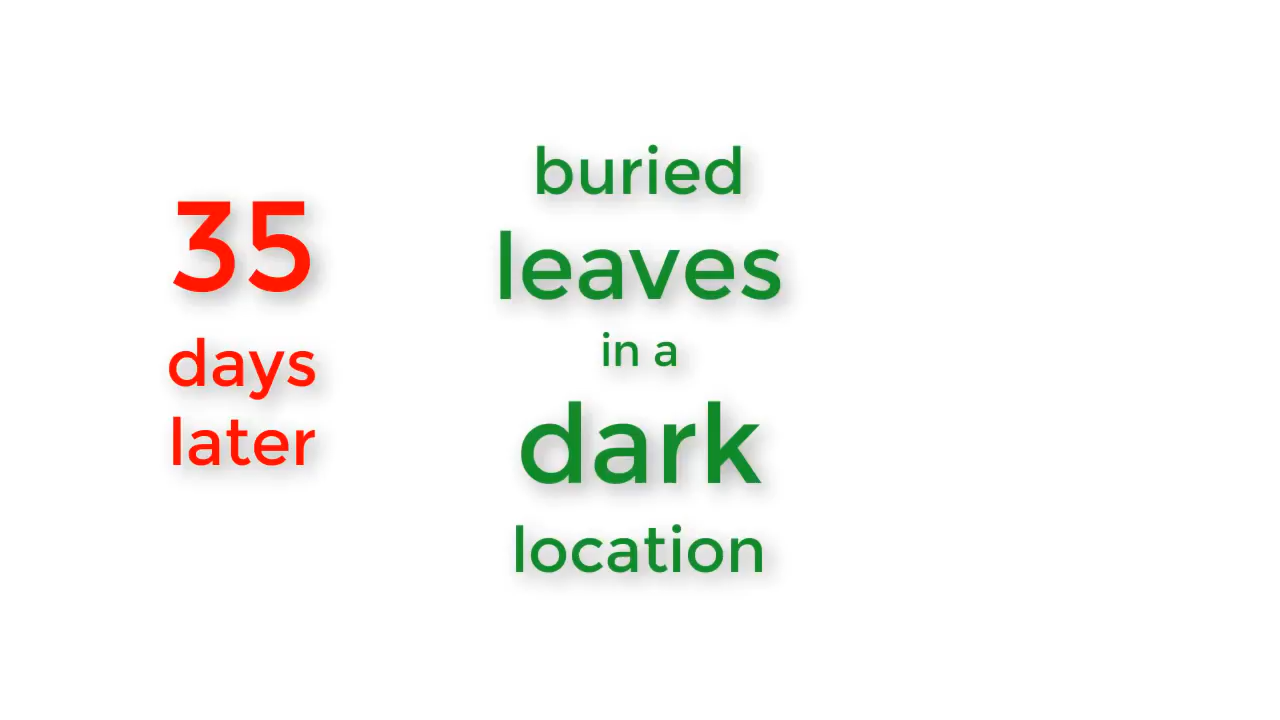 35
days
later
buried
leaves
in a
dark
location